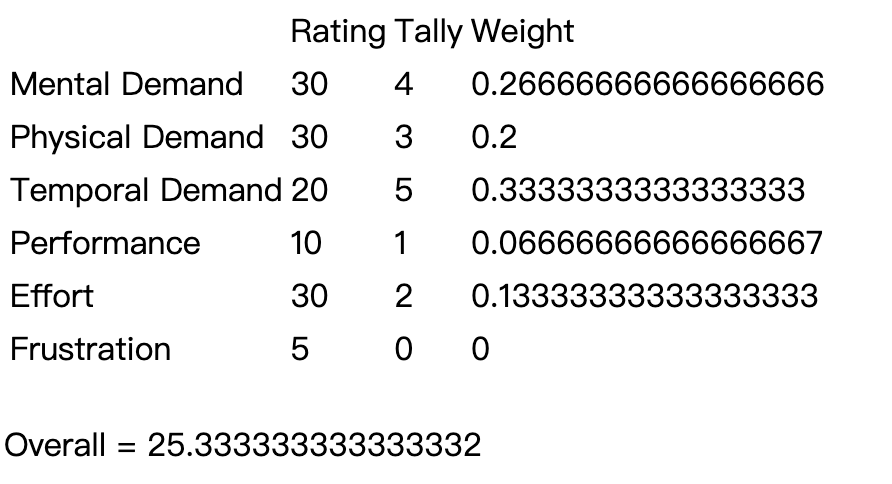 Rating Tally Weight
Mental Demand 30 4 0.26666666666666666
Physical Demand 30 3 0.2
Temporal Demand 20 5 0.3333333333333333
Performance 10 1 0.06666666666666667
Effort 30 2 0.13333333333333333
Frustration 5 0 0
Overall = 25.333333333333332